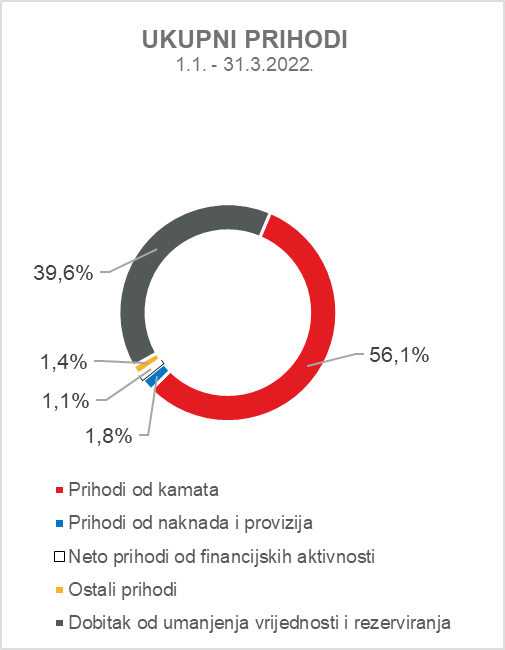 UKUPNI PRIHODI
1.1. - 31.3.2022.
39,6%
56,1%
1,4%
1,1%
1,8%
Prihodi od kamata
Prihodi od naknada i provizija
Neto prihodi od financijskih aktivnosti
Ostali prihodi
Dobitak od umanjenja vrijednosti i rezerviranja